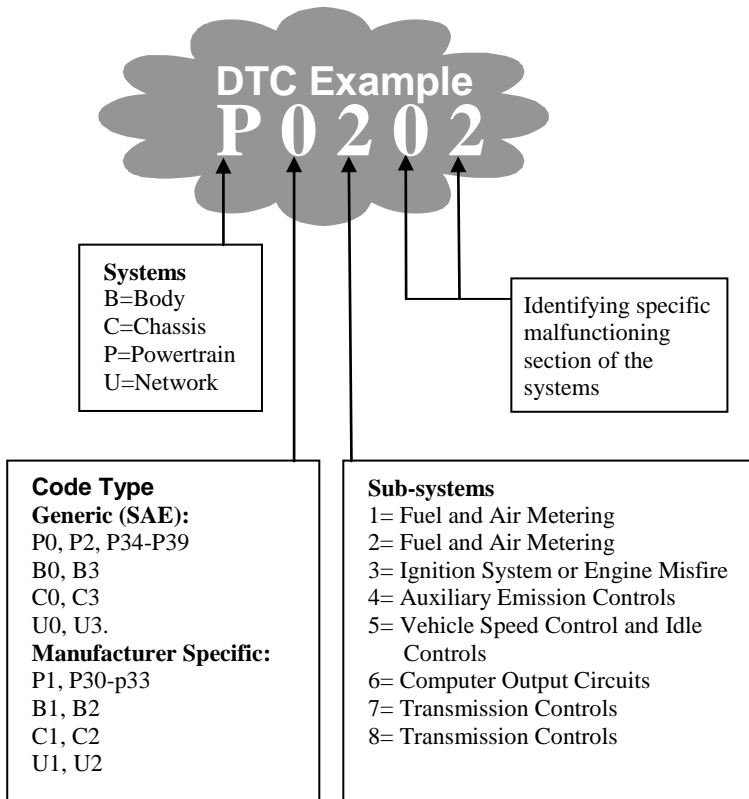 DTC Example
P 0 2 0 2
Systems
B=Body
C=Chassis
P=Powertrain
U=Network
Identifying specific
malfunctioning
section of the
systems
Code Type
Generic (SAE):
P0, P2, P34-P39
B0, B3
C0, C3
U0, U3.
Manufacturer Specific:
P1, P30-p33
B1, B2
C1, C2
U1, U2
Sub-systems
1= Fuel and Air Metering
2= Fuel and Air Metering
3= Ignition System or Engine Misfire
4= Auxiliary Emission Controls
5= Vehicle Speed Control and Idle
Controls
6= Computer Output Circuits
7= Transmission Controls
8= Transmission Controls